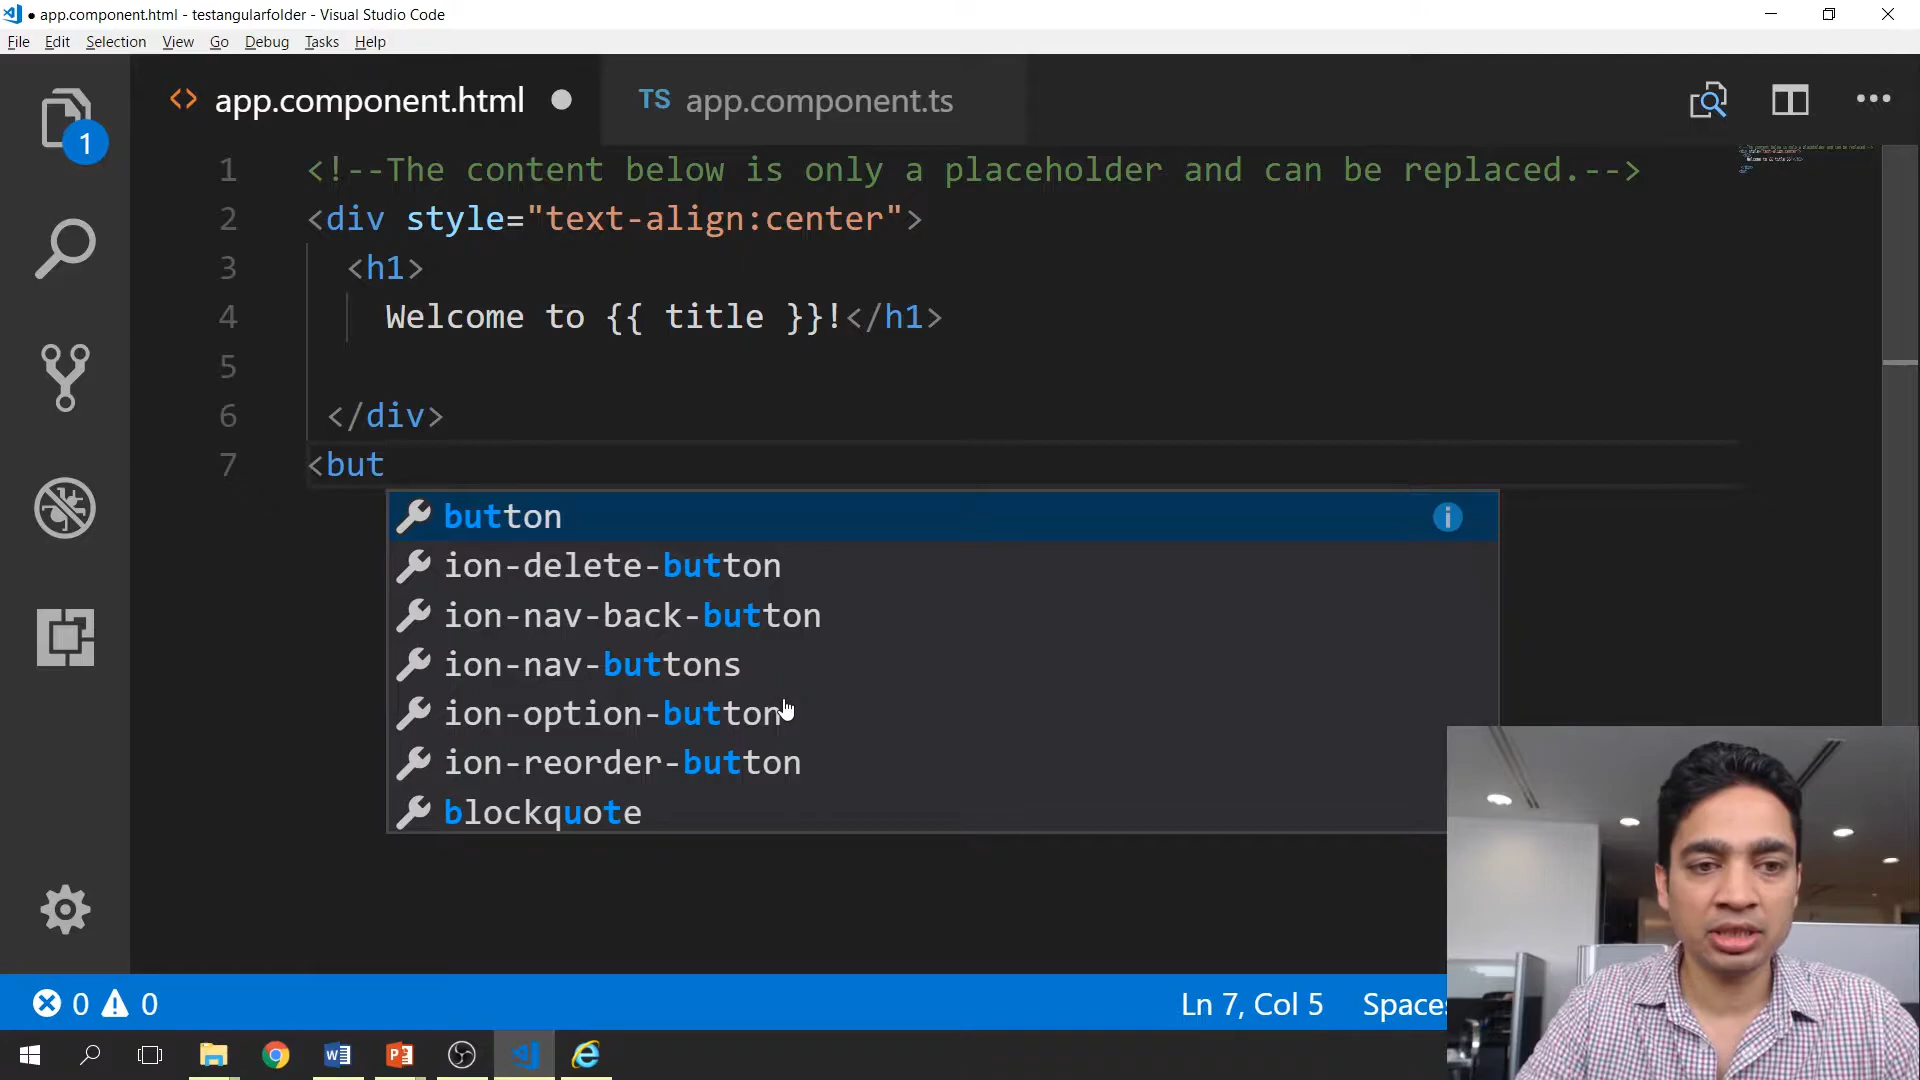 app.component.html - testangularfolder - Visual Studio Code
File Edit Selection View Go Debug Tasks Help
1
<> app.component.html
TS app.component.ts
1 <!--The content below is only a placeholder and can be replaced.-->
2 <div style="text-align:center">
3 <h1>
4 Welcome to {{ title }}!</h1>
5
6 </div>
7 <but
button
ion-delete-button
ion-nav-back-button
ion-nav-buttons
ion-option-button
ion-reorder-button
blockquote
0 0
Ln 7, Col 5